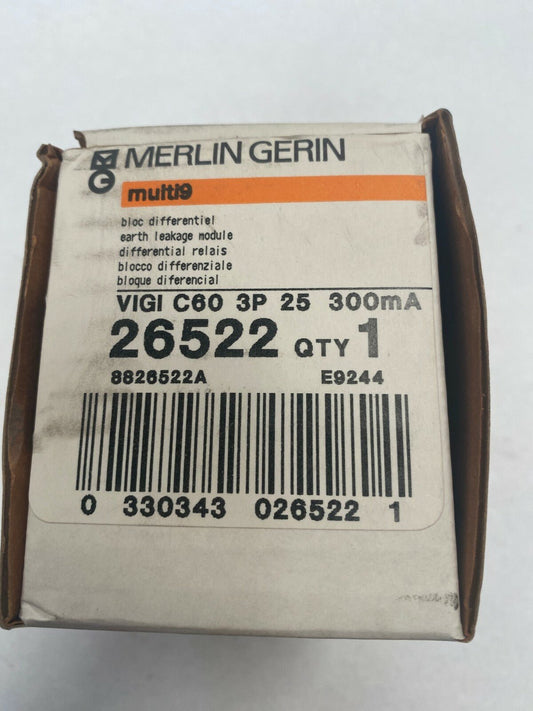 MERLIN GERIN
multi9
bloc differentiel
earth leakage module
differential relais
blocco differenziale
bloque diferencial
VIGI C60 3P 25 300mA
26522 QTY 1
8826522A E9244
0 330343 026522 1